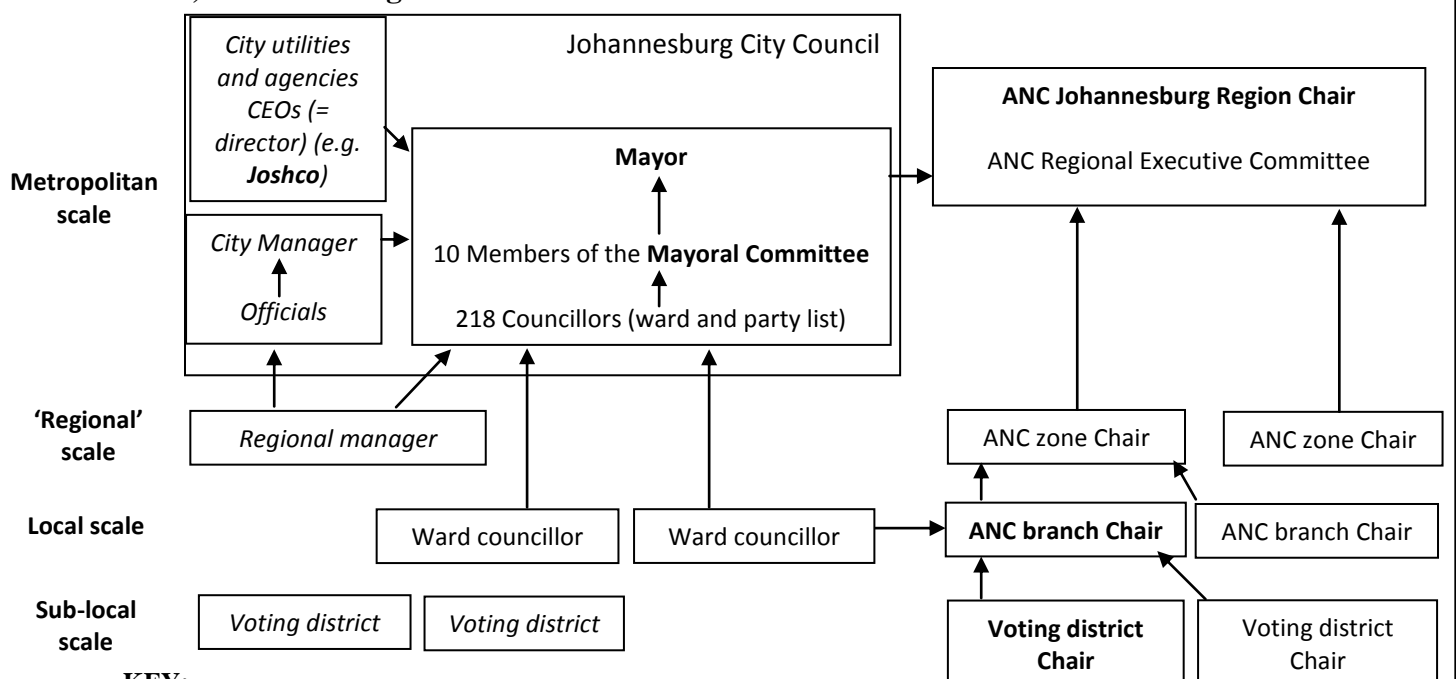 City utilities
and agencies
CEOs (=
director) (e.g.
Joshco)
Johannesburg City Council
Mayor
10 Members of the Mayoral Committee
218 Councillors (ward and party list)
ANC Johannesburg Region Chair
ANC Regional Executive Committee
Metropolitan
scale
City Manager
Officials
‘Regional’
scale
Regional manager
ANC zone Chair
ANC zone Chair
Local scale
Ward councillor
Ward councillor
ANC branch Chair
ANC branch Chair
Sub-local
scale
Voting district
Voting district
Voting district
Chair
Voting district
Chair
KEY: